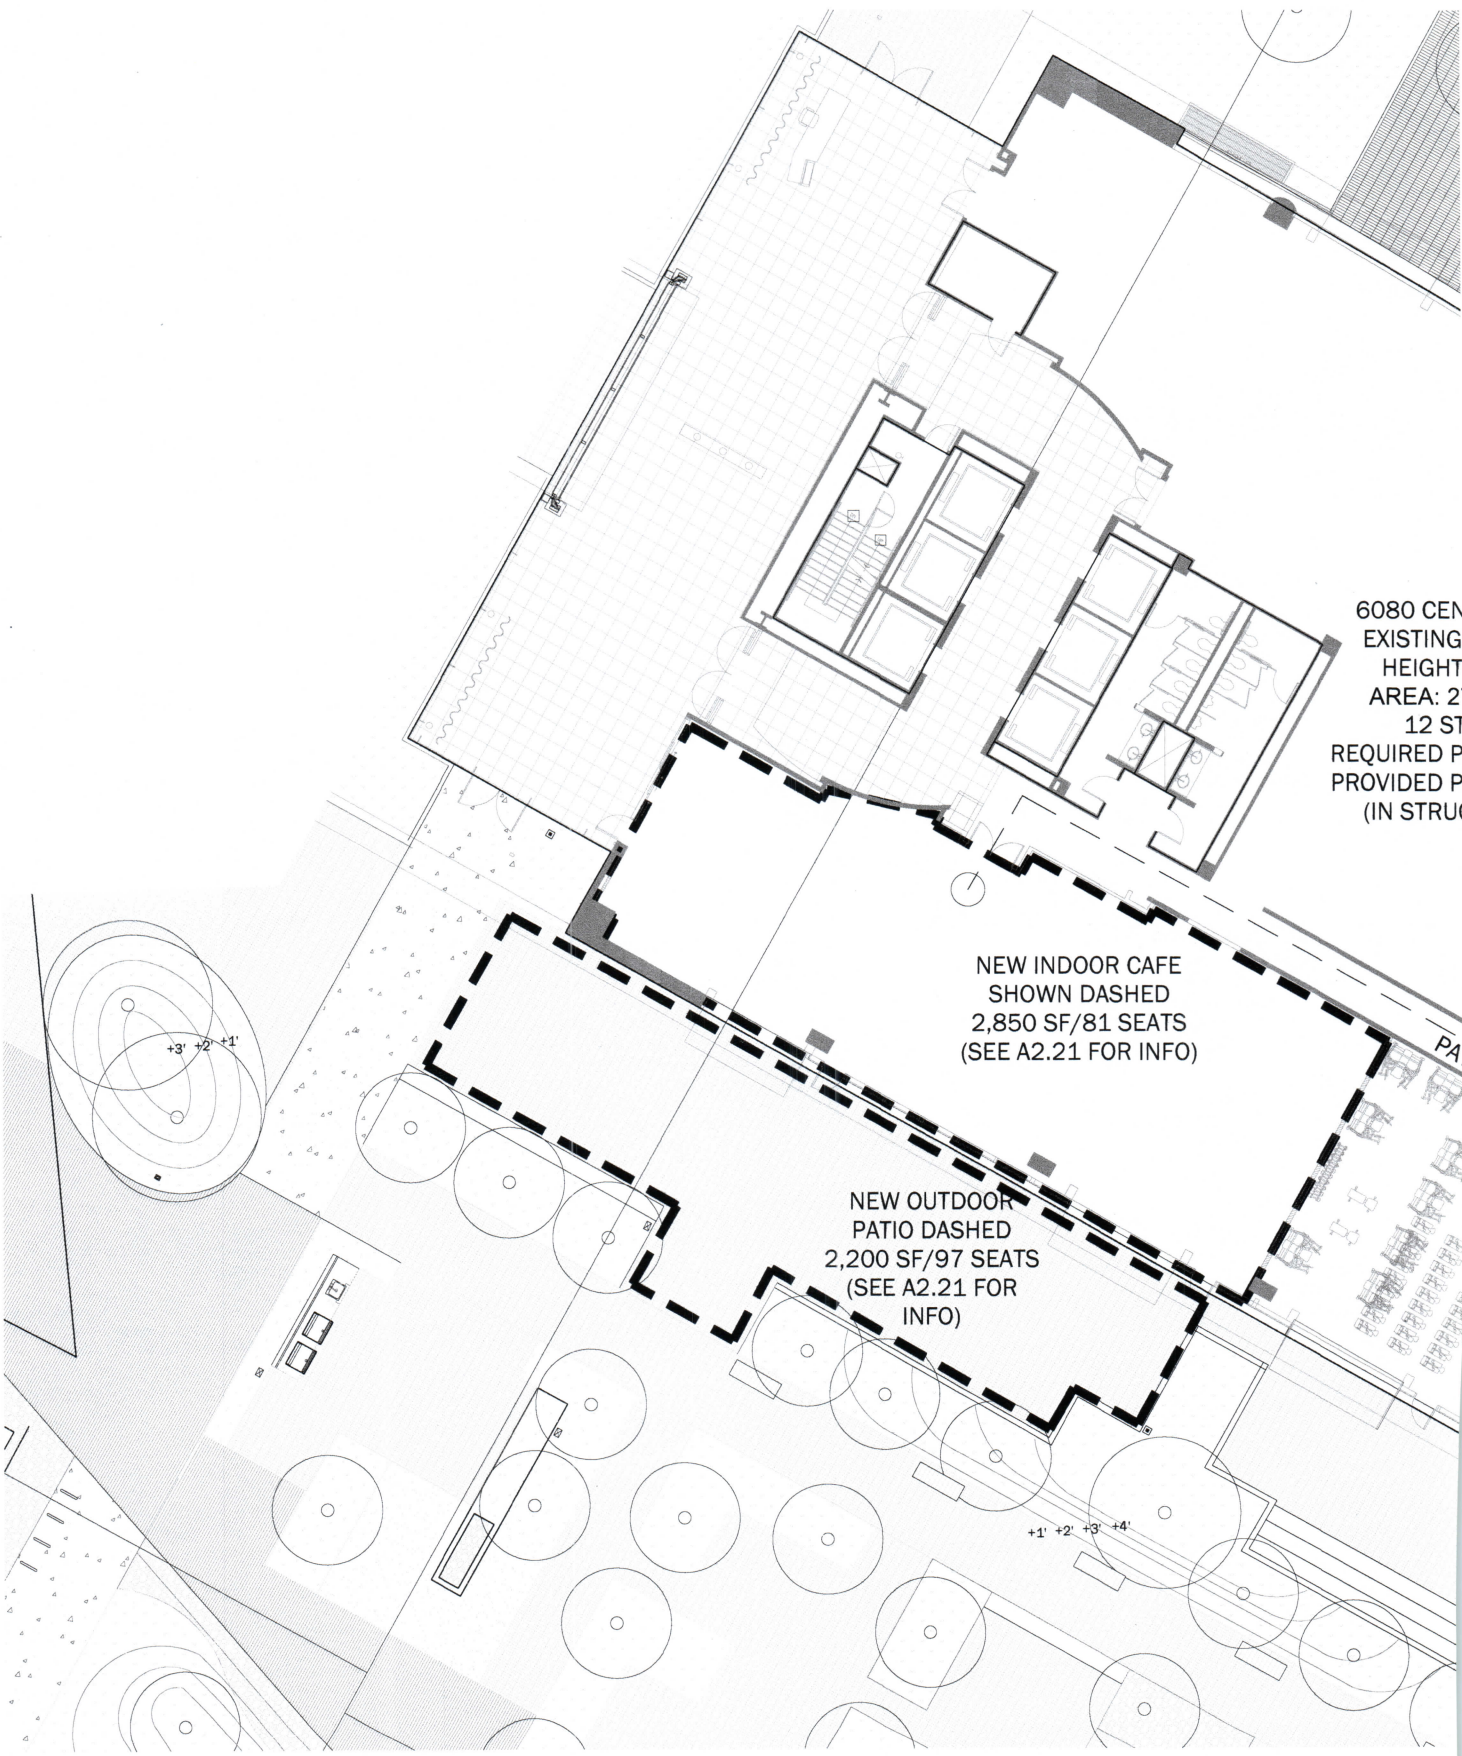 6080 CEN
EXISTING
HEIGHT
AREA: 2
12 ST
REQUIRED P
PROVIDED P
(IN STRUC
NEW INDOOR CAFE
SHOWN DASHED
2,850 SF/81 SEATS
(SEE A2.21 FOR INFO)
PA
+3' +2' +1'
NEW OUTDOOR
PATIO DASHED
2,200 SF/97 SEATS
(SEE A2.21 FOR
INFO)
+1' +2' +3' +4'